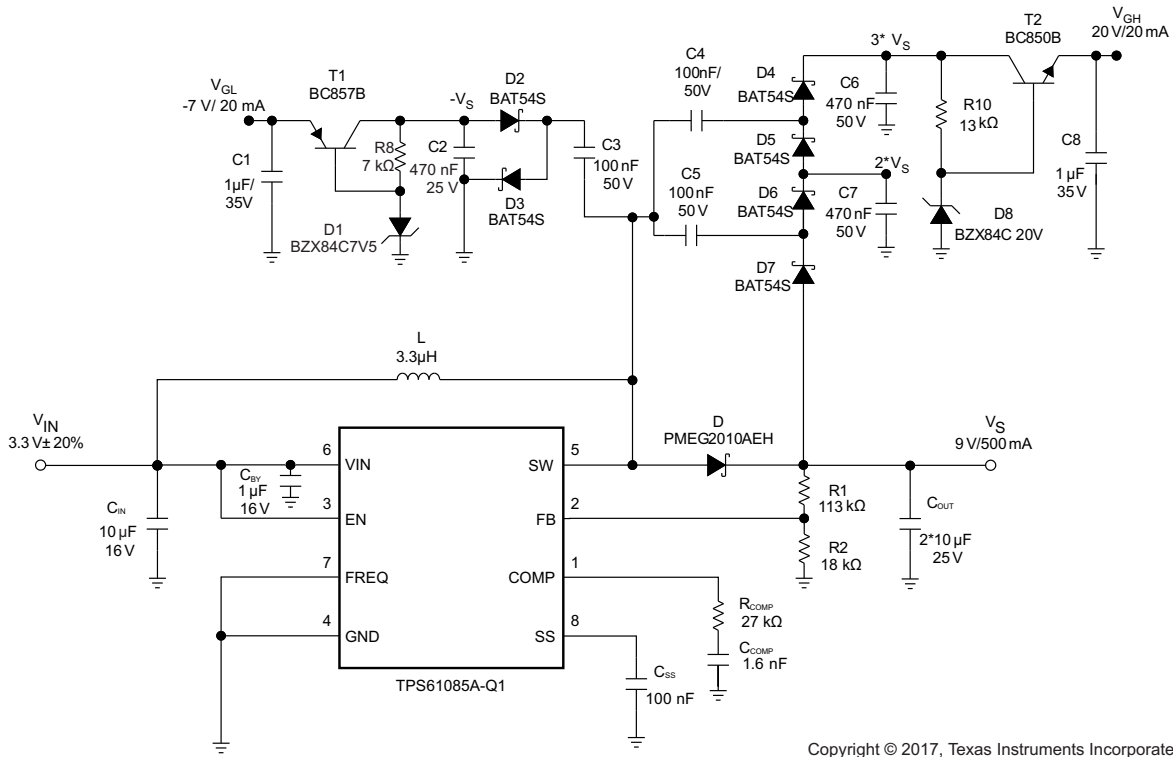 T2
BC850B
V_GH
20 V/20 mA
3* V_S
C4
100nF/
50V
D4
BAT54S
C6
470 nF
50 V
R10
13 kΩ
C8
1 µF
35 V
T1
BC857B
V_GL
-7 V/ 20 mA
-V_S
D2
BAT54S
C1
1µF/
35V
R8
7 kΩ
C2
470 nF
25 V
D3
BAT54S
C3
100 nF
50 V
D5
BAT54S
2*V_S
C5
100 nF
50 V
D6
BAT54S
C7
470 nF
50 V
D8
BZX84C 20V
D1
BZX84C7V5
D7
BAT54S
L
3.3 µH
V_IN
3.3 V± 20%
D
PMEG2010AEH
V_S
9 V/500 mA
C_BY
1 µF
16 V
C_IN
10 µF
16 V
6
VIN
SW
5
3
EN
FB
2
7
FREQ
COMP
1
4
GND
SS
8
TPS61085A-Q1
R1
113 kΩ
R2
18 kΩ
C_OUT
2*10 µF
25 V
R_COMP
27 kΩ
C_COMP
1.6 nF
C_SS
100 nF
Copyright © 2017, Texas Instruments Incorporate